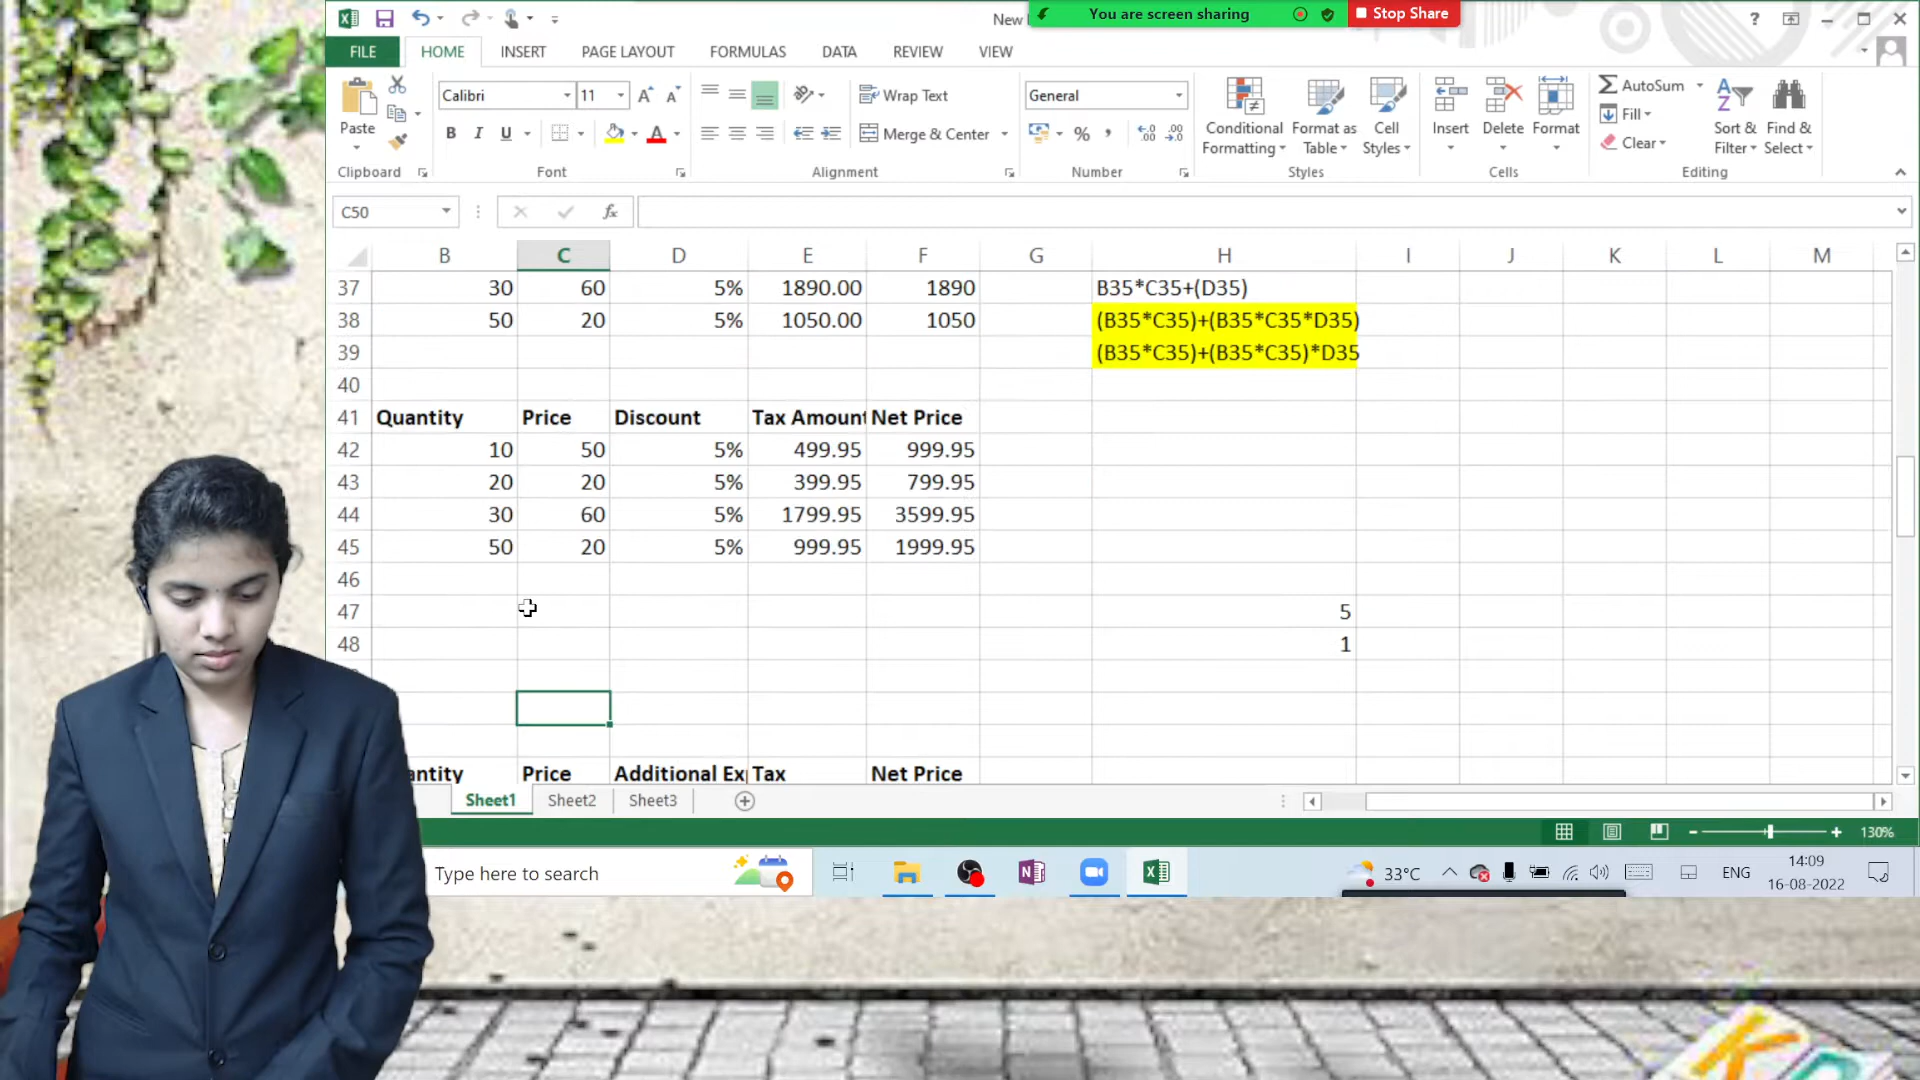 New
You are screen sharing
Stop Share
?
FILE HOME INSERT PAGE LAYOUT FORMULAS DATA REVIEW VIEW
Calibri 11
Wrap Text
General
AutoSum
Paste
B I U
Merge & Center
%
Conditional Formatting
Format as Table
Cell Styles
Insert
Delete
Format
Fill
Clear
Sort & Filter
Find & Select
Clipboard Font Alignment Number Styles Cells Editing
C50 fx
B C D E F G H I J K L M
37 30 60 5% 1890.00 1890 B35*C35+(D35)
38 50 20 5% 1050.00 1050 (B35*C35)+(B35*C35*D35)
39 (B35*C35)+(B35*C35)*D35
40
41 Quantity Price Discount Tax Amount Net Price
42 10 50 5% 499.95 999.95
43 20 20 5% 399.95 799.95
44 30 60 5% 1799.95 3599.95
45 50 20 5% 999.95 1999.95
46
47 5
48 1
antity Price Additional Ex Tax Net Price
Sheet1 Sheet2 Sheet3
130%
Type here to search
33°C
ENG
14:09
16-08-2022